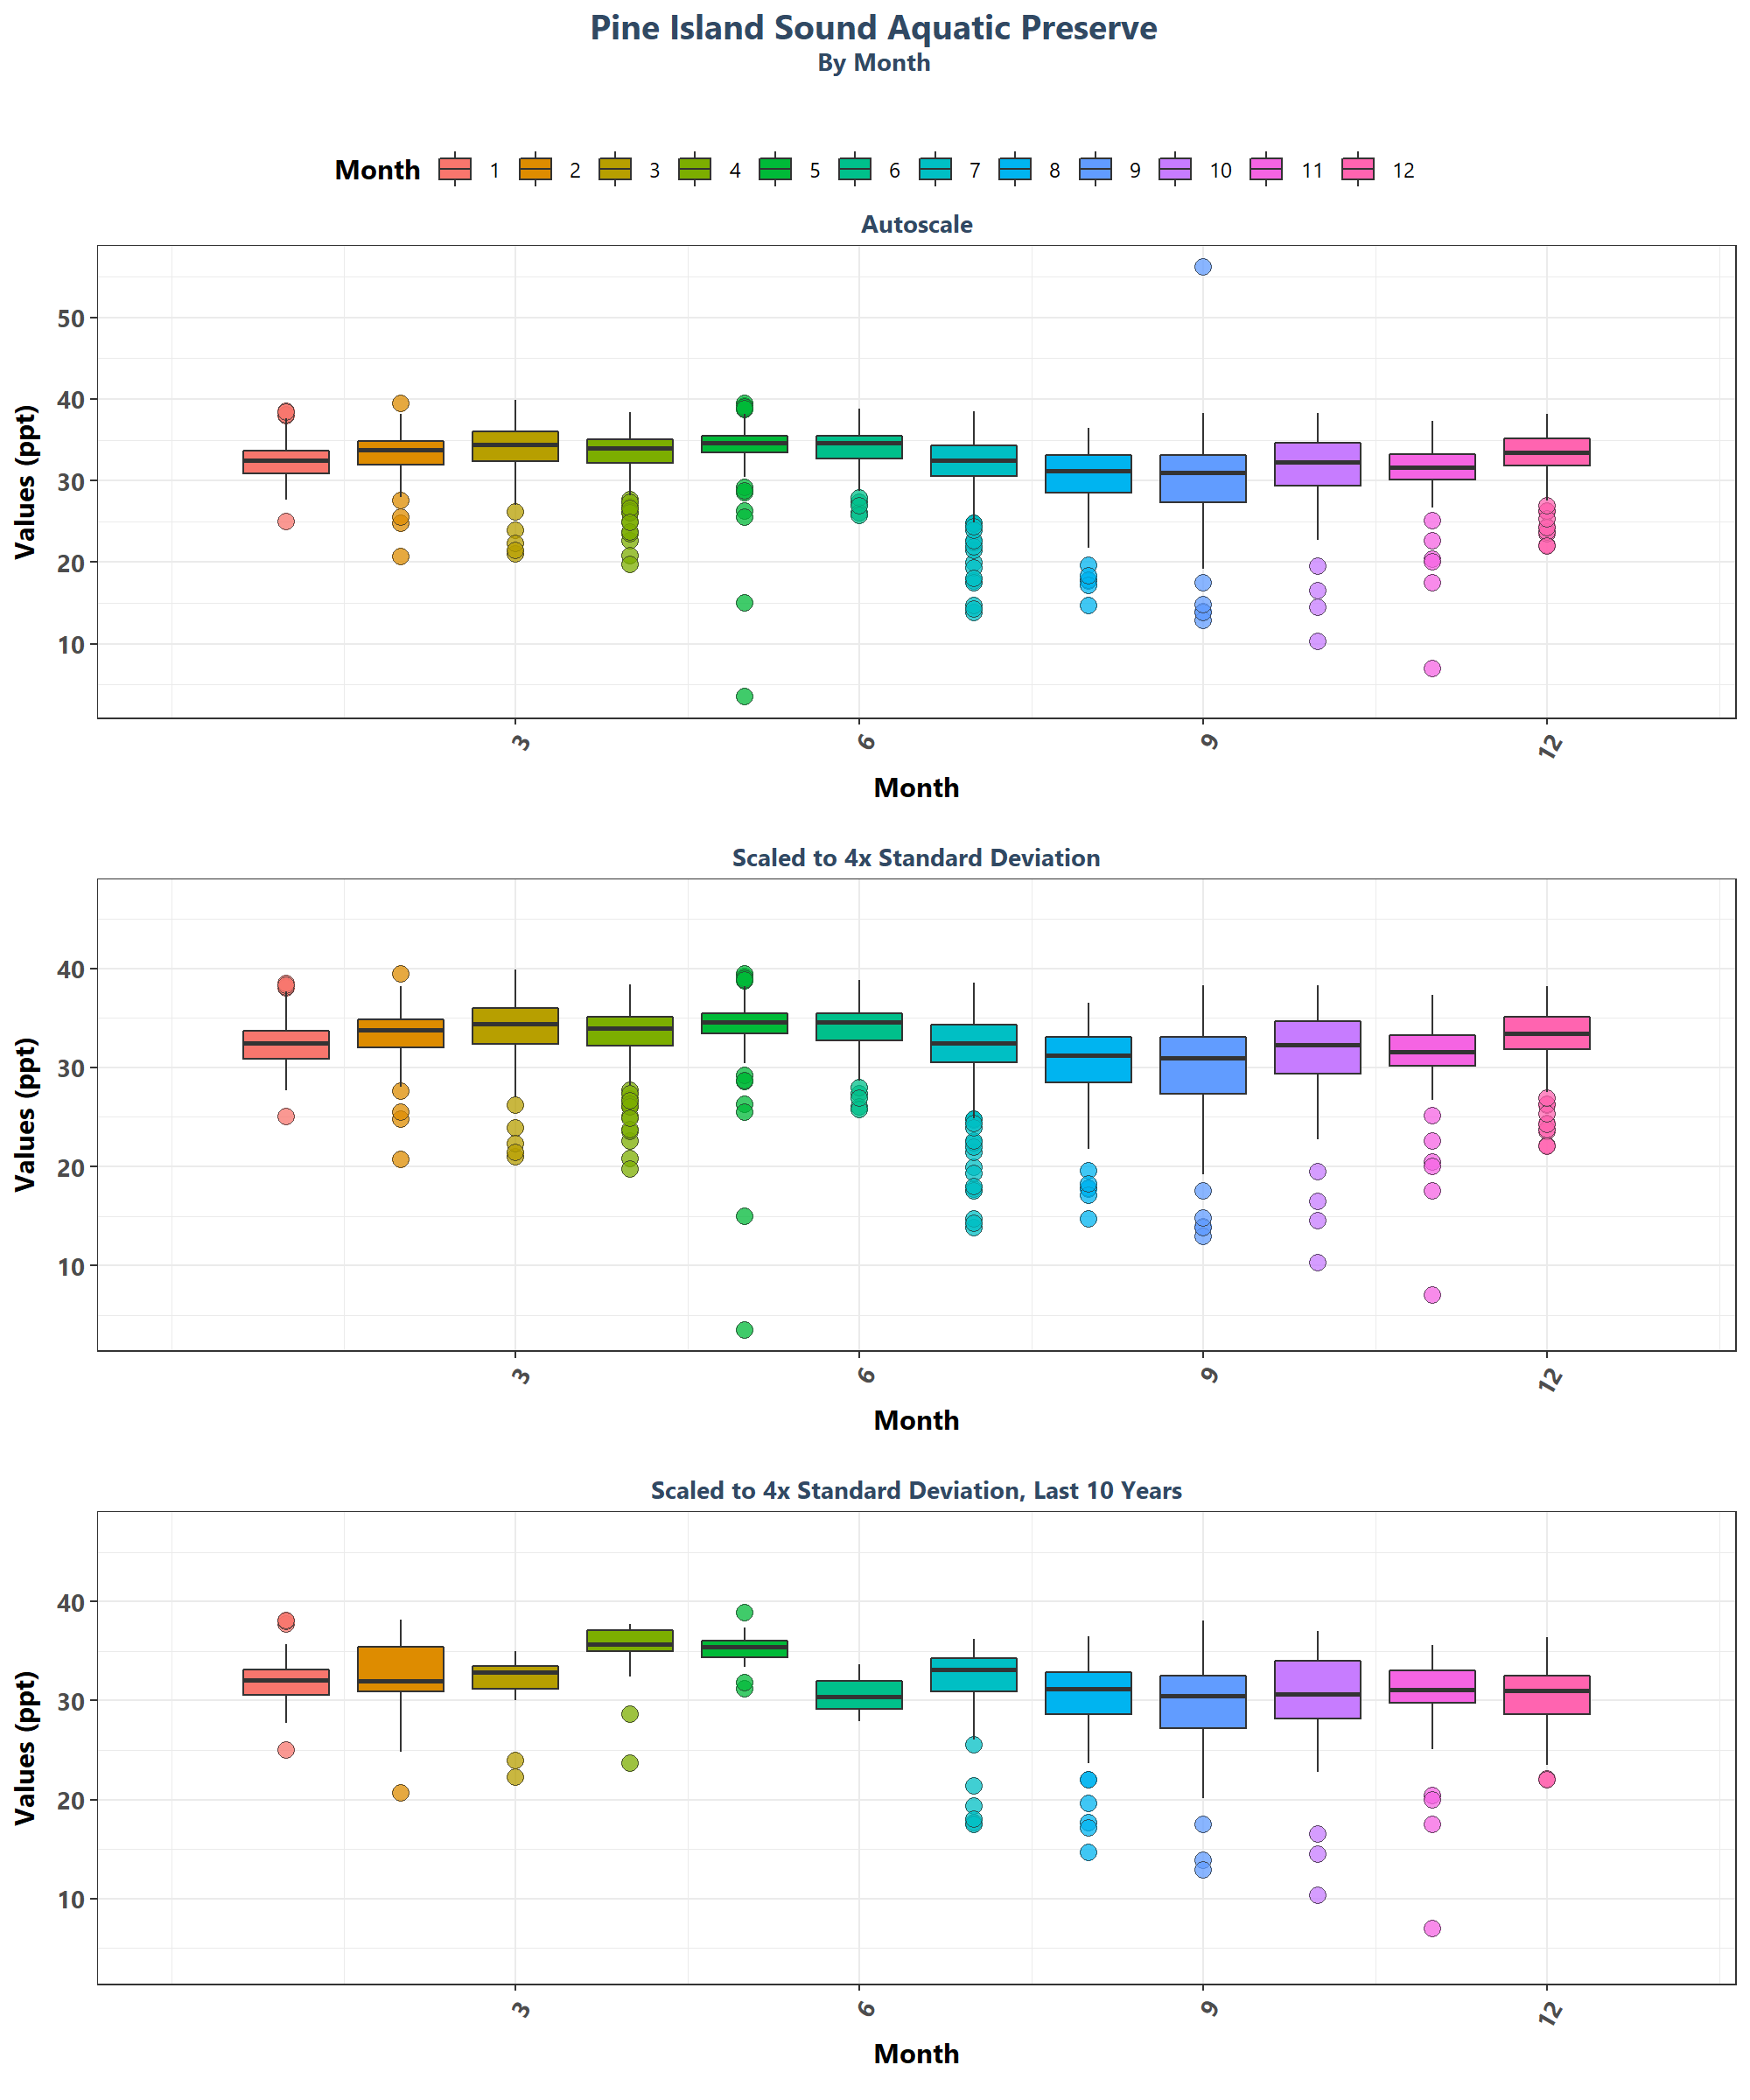 Pine Island Sound Aquatic Preserve
By Month
Month 1 2 3 4 5 6 7 8 9 10 11 12
Autoscale
Values (ppt)
50
40
30
20
10
3 6 9 12
Month
Scaled to 4x Standard Deviation
Values (ppt)
40
30
20
10
3 6 9 12
Month
Scaled to 4x Standard Deviation, Last 10 Years
Values (ppt)
40
30
20
10
3 6 9 12
Month